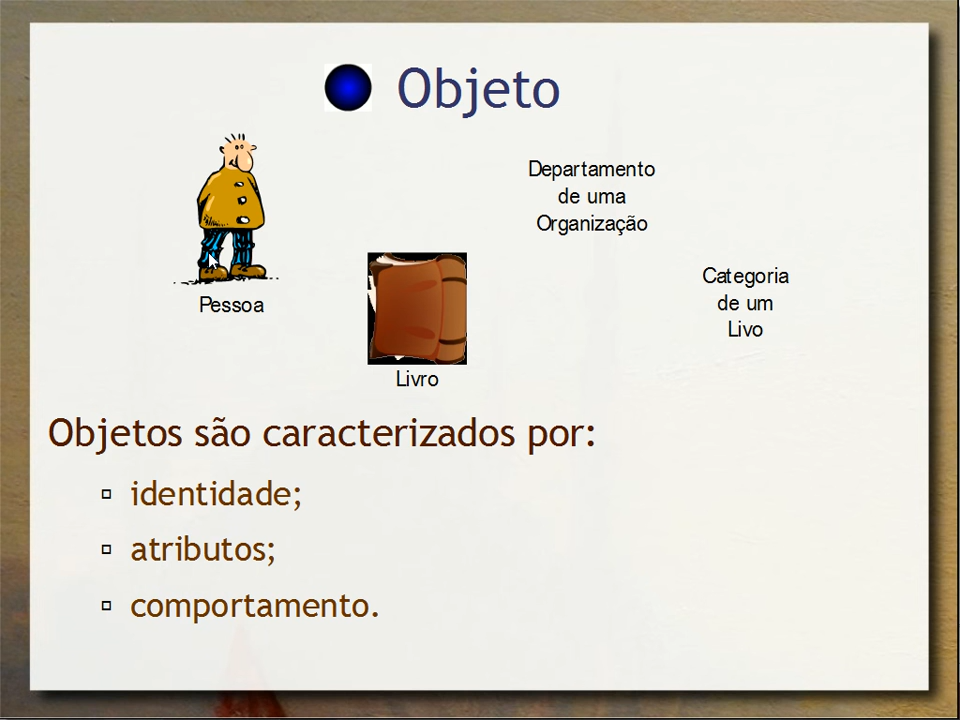 Objeto
Departamento
de uma
Organização
Pessoa
Categoria
de um
Livo
Livro
Objetos são caracterizados por:
identidade;
atributos;
comportamento.